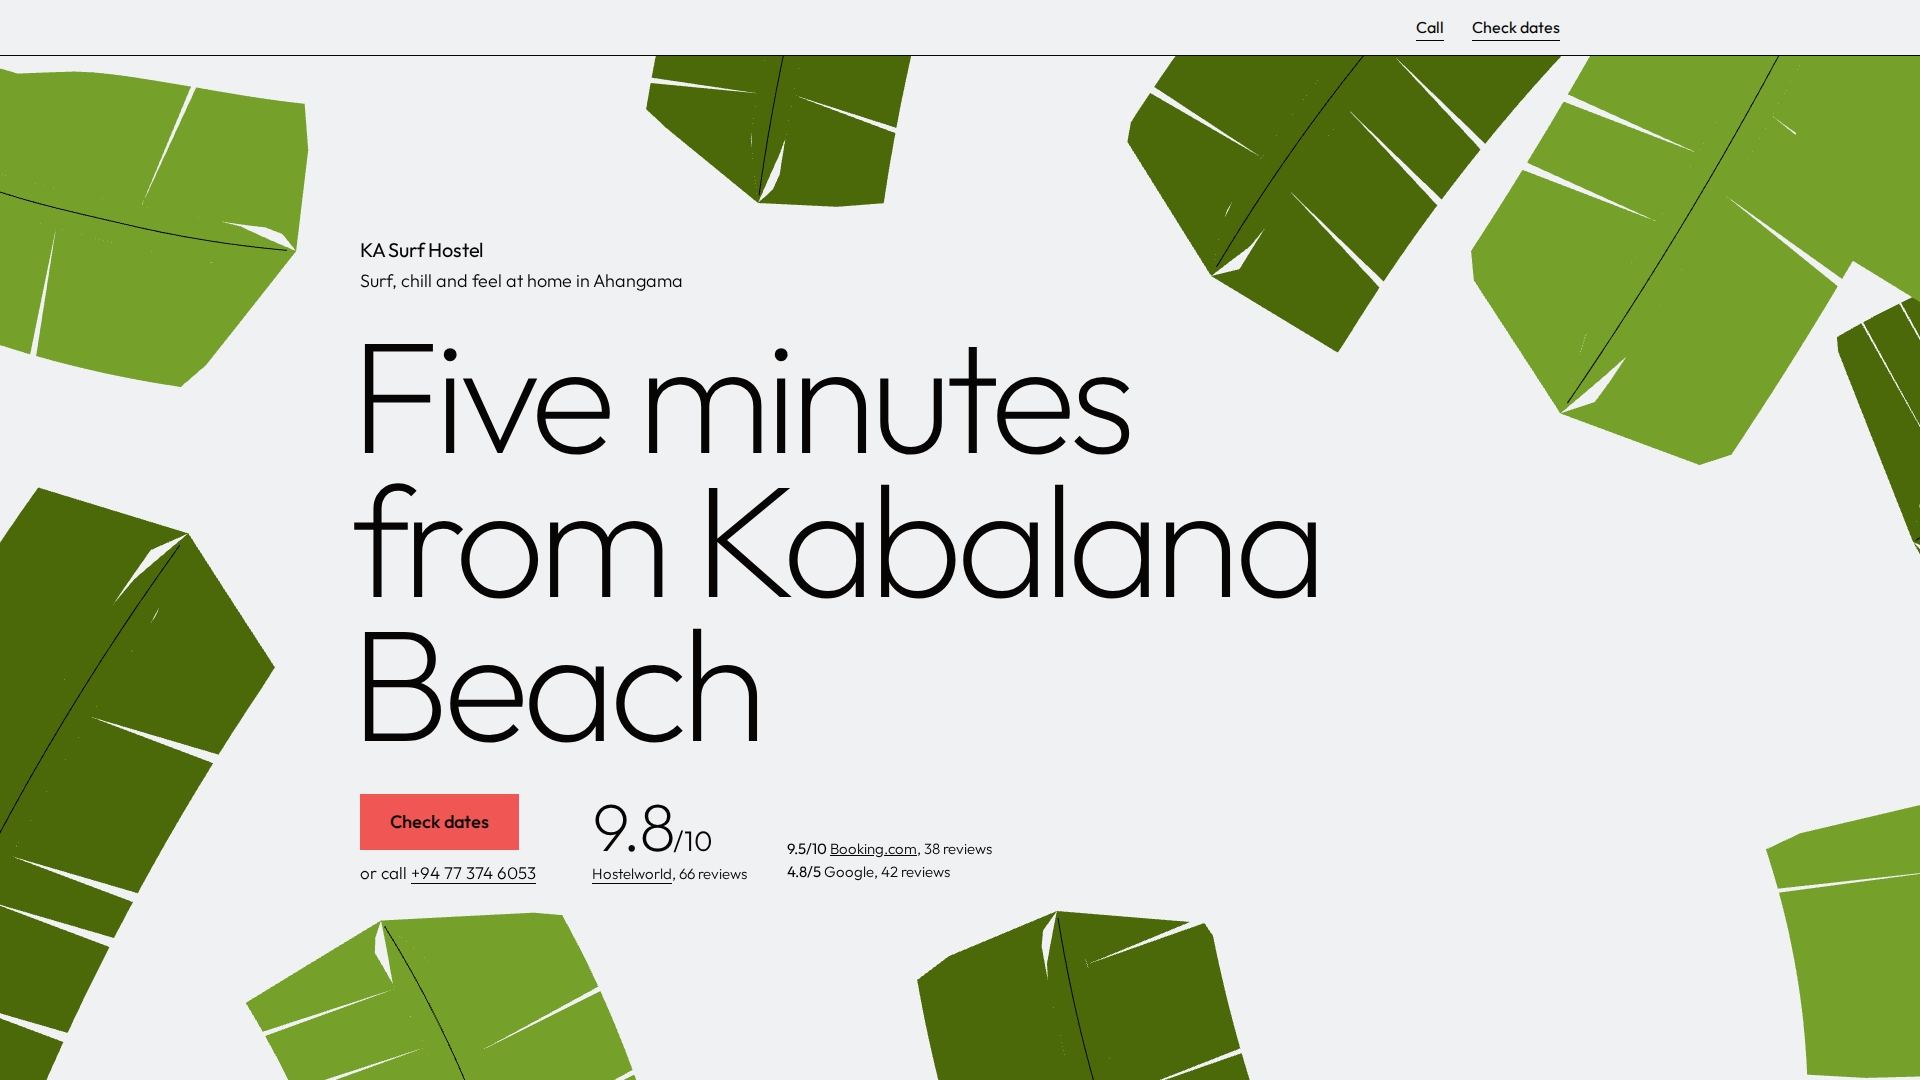 Call
Check dates
KA Surf Hostel
Surf, chill and feel at home in Ahangama
Five minutes
from Kabalana
Beach
Check dates
or call +94 77 374 6053
9.8/10
Hostelworld, 66 reviews
9.5/10 Booking.com, 38 reviews
4.8/5 Google, 42 reviews